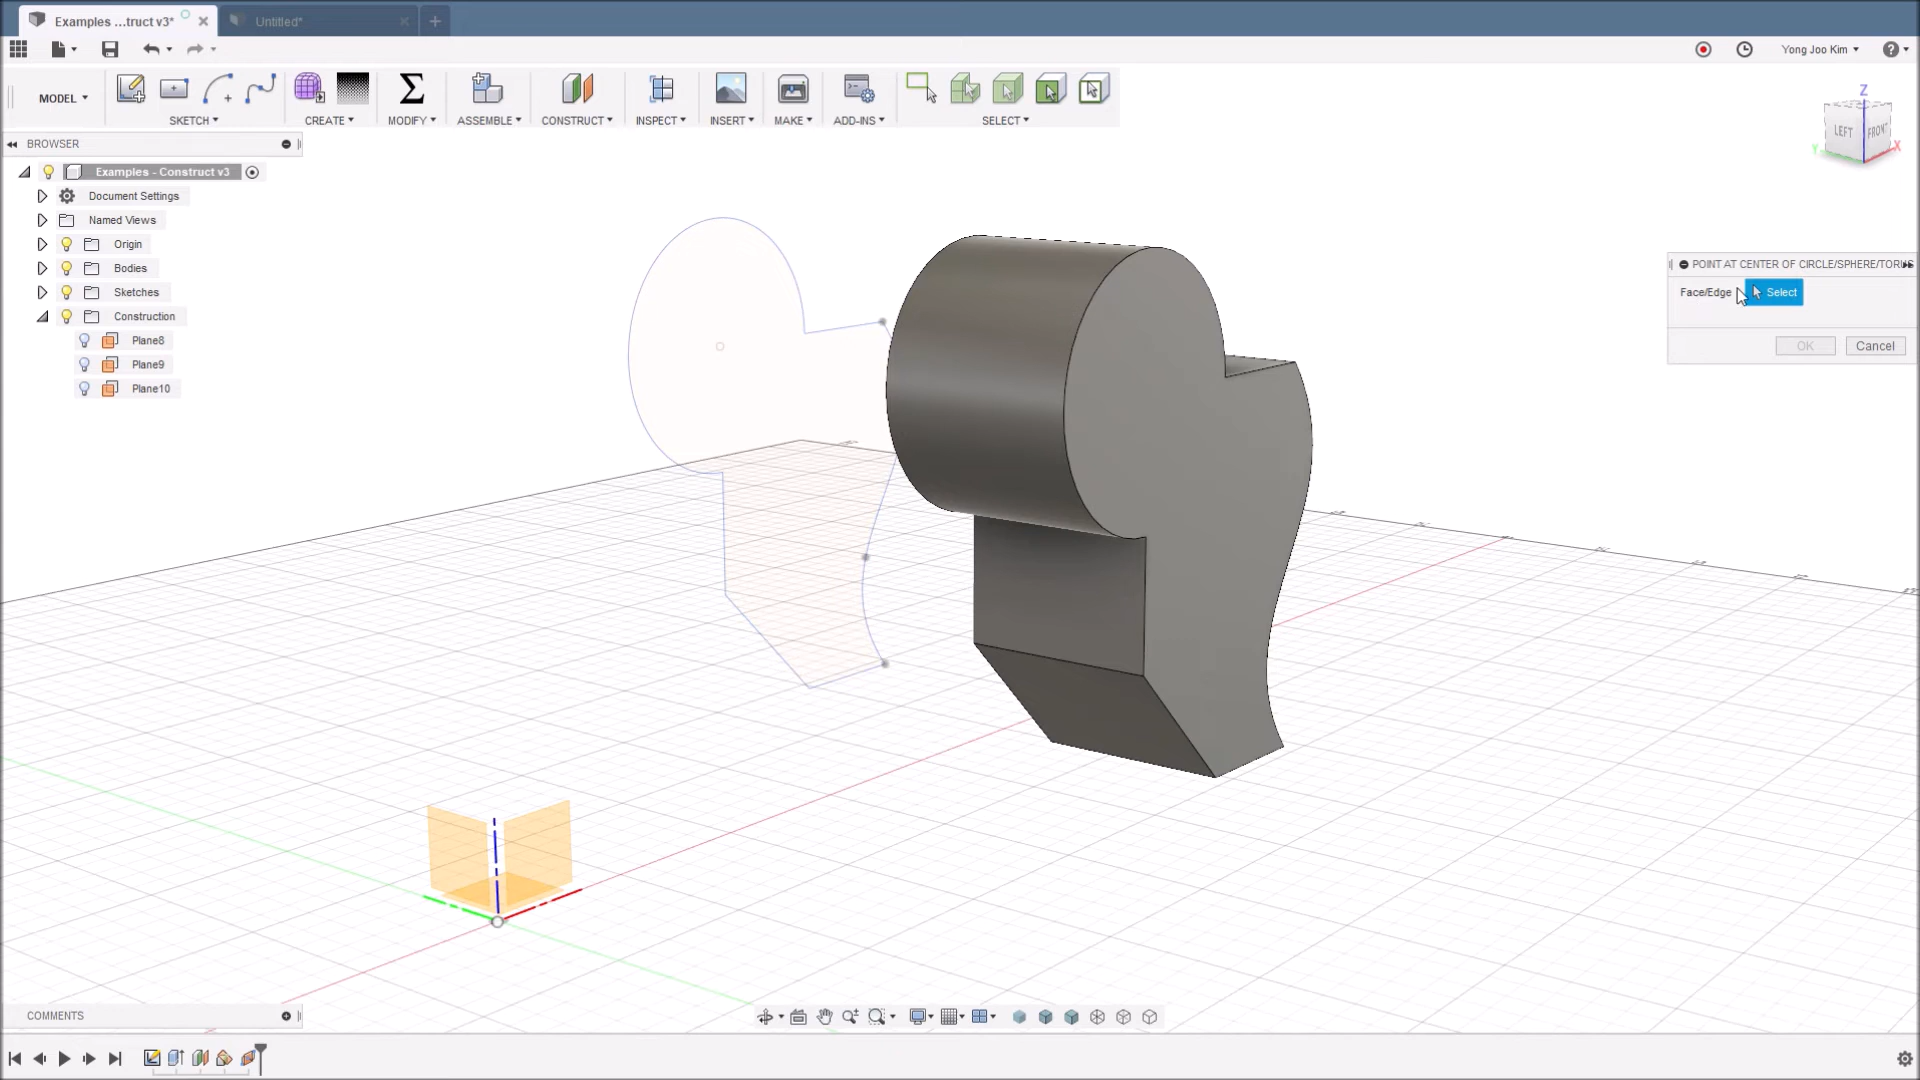 Examples ...truct v3*
Untitled*
Yong Joo Kim
MODEL
SKETCH
CREATE
MODIFY
ASSEMBLE
CONSTRUCT
INSPECT
INSERT
MAKE
ADD-INS
SELECT
Z
LEFT
FRONT
Y
X
BROWSER
Examples - Construct v3
Document Settings
Named Views
Origin
Bodies
Sketches
Construction
Plane8
Plane9
Plane10
POINT AT CENTER OF CIRCLE/SPHERE/TORUS
Face/Edge
Select
OK
Cancel
COMMENTS